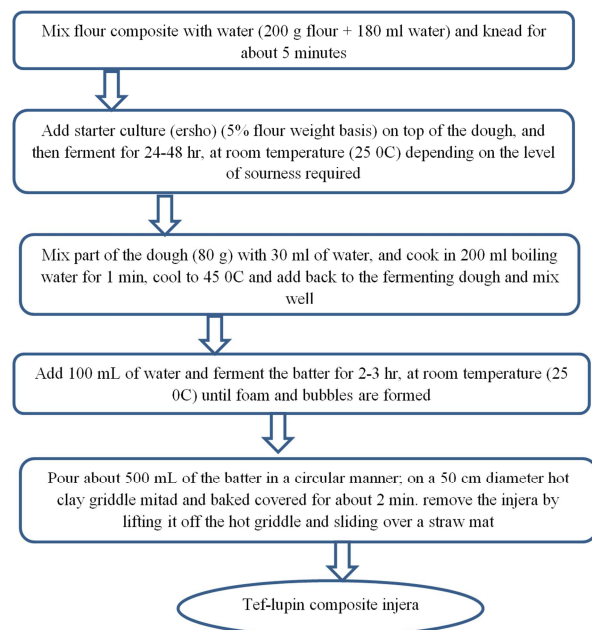 Mix flour composite with water (200 g flour + 180 ml water) and knead for
about 5 minutes
Add starter culture (ersho) (5% flour weight basis) on top of the dough, and
then ferment for 24-48 hr, at room temperature (25 0C) depending on the level
of sourness required
Mix part of the dough (80 g) with 30 ml of water, and cook in 200 ml boiling
water for 1 min, cool to 45 0C and add back to the fermenting dough and mix
well
Add 100 mL of water and ferment the batter for 2-3 hr, at room temperature (25
0C) until foam and bubbles are formed
Pour about 500 mL of the batter in a circular manner; on a 50 cm diameter hot
clay griddle mitad and baked covered for about 2 min. remove the injera by
lifting it off the hot griddle and sliding over a straw mat
Tef-lupin composite injera